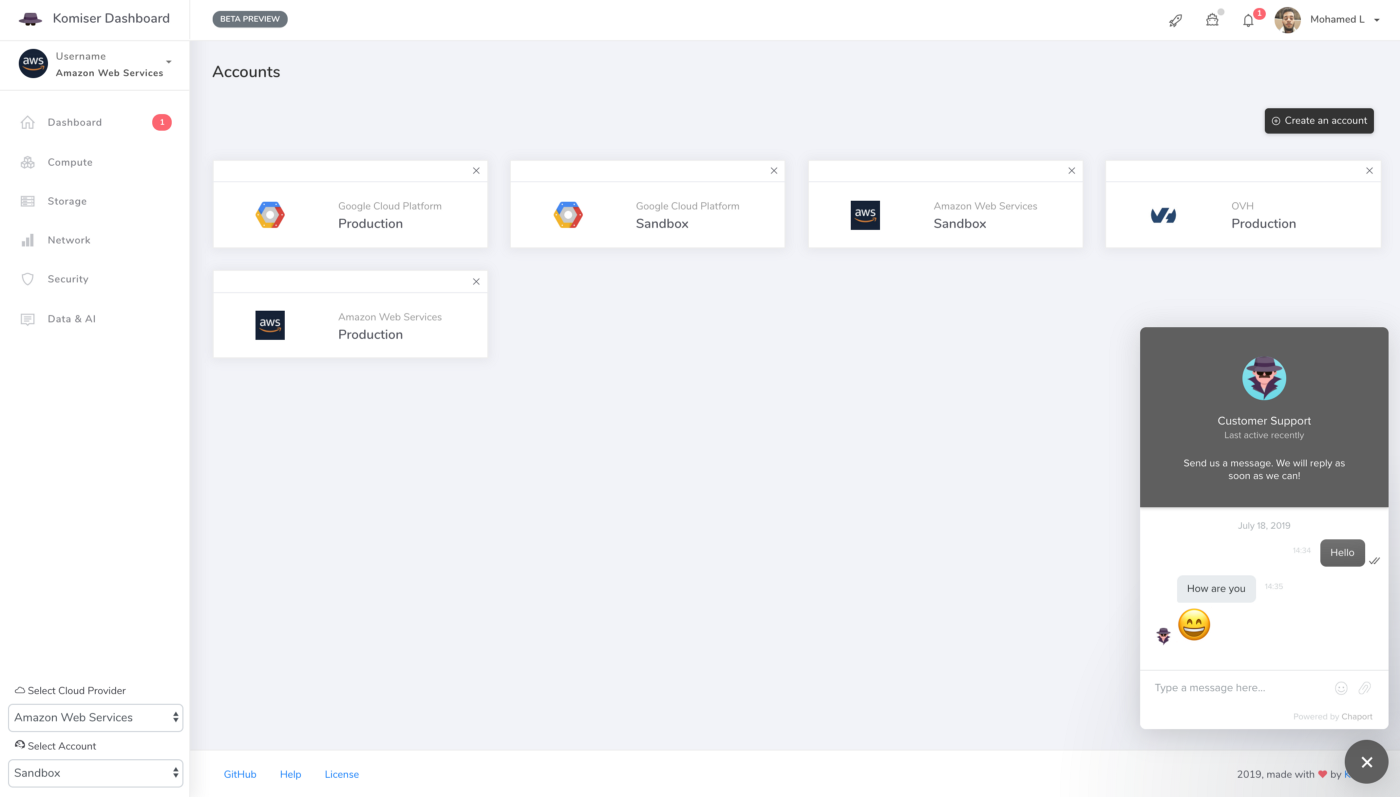 Komiser Dashboard
BETA PREVIEW
1
Mohamed L
aws
Username
Amazon Web Services
Accounts
Dashboard
1
Compute
Storage
Network
Security
Data & AI
Create an account
Google Cloud Platform
Production
Google Cloud Platform
Sandbox
aws
Amazon Web Services
Sandbox
OVH
Production
aws
Amazon Web Services
Production
Customer Support
Last active recently
Send us a message. We will reply as
soon as we can!
July 18, 2019
14:34
Hello
How are you
14:35
Type a message here...
Powered by Chaport
Select Cloud Provider
Amazon Web Services
Select Account
Sandbox
GitHub
Help
License
2019, made with by